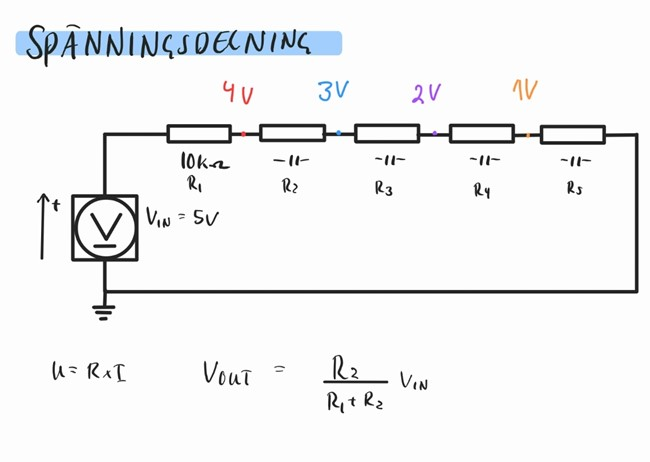 SPÄNNINGSDELNING
4V 3V 2V 1V
10kΩ -11- -11- -11- -11-
R1 R2 R3 R4 R5
t
V
VIN = 5V
U = R x I
VOUT = R2 / R1 + R2 VIN